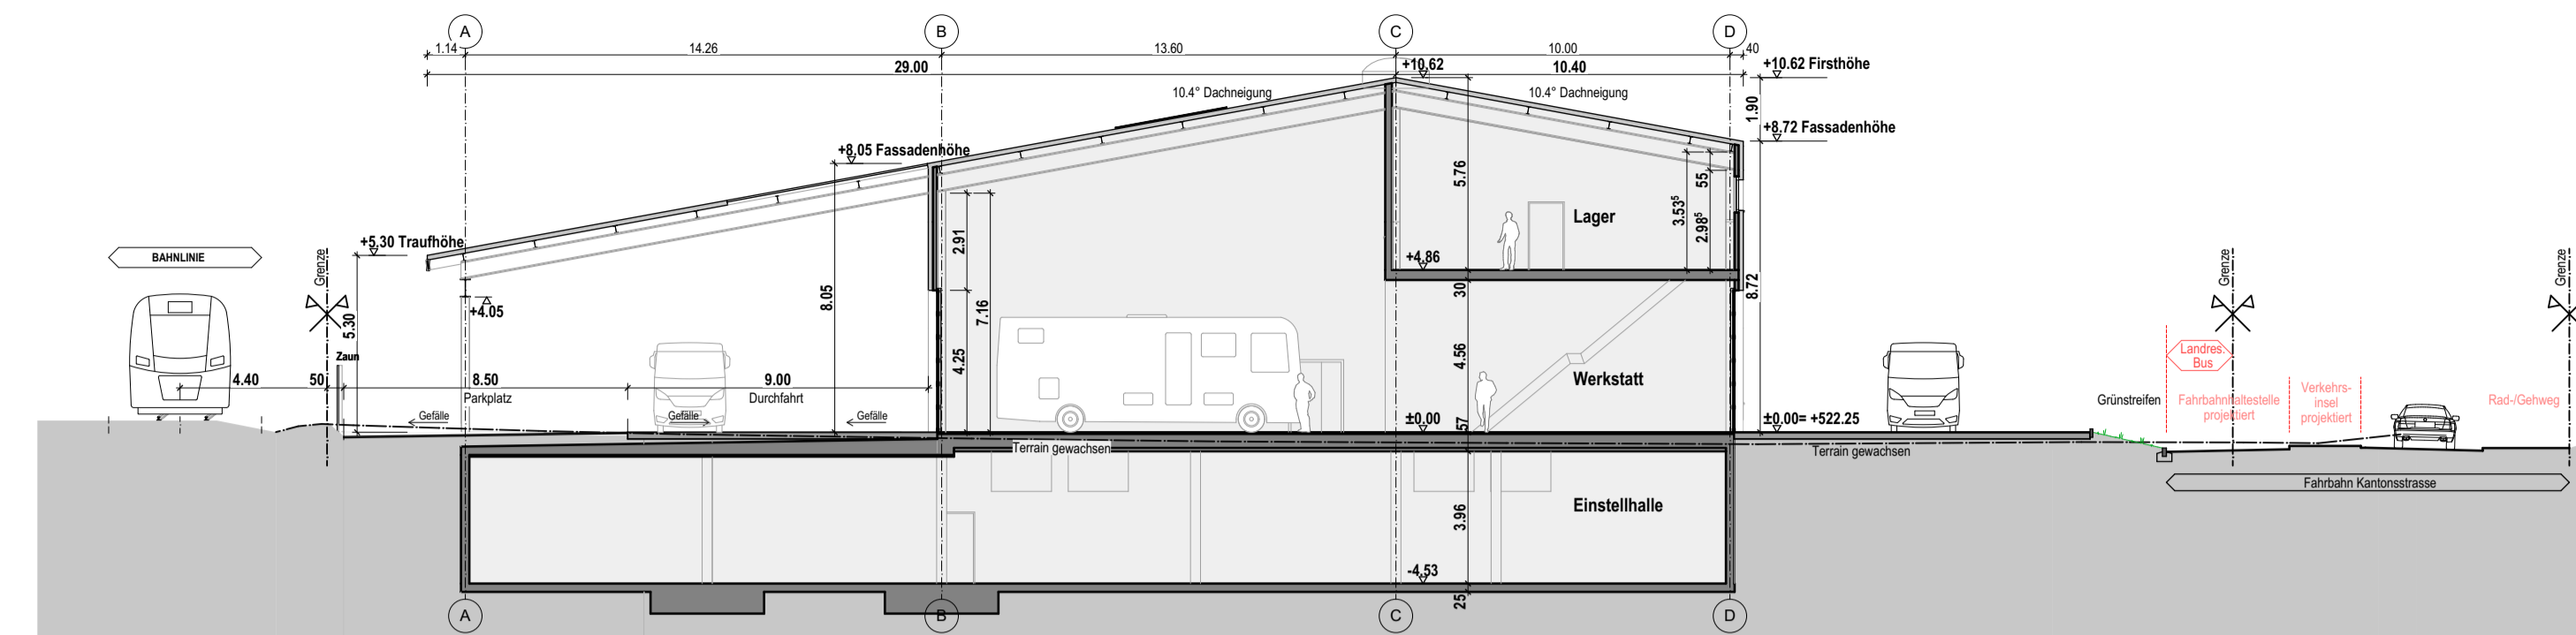 A
B
C
D
1.14
14.26
13.60
10.00
40
29.00
+10.62
10.40
+10.62 Firsthöhe
10.4° Dachneigung
10.4° Dachneigung
1.90
+8.72 Fassadenhöhe
+8.05 Fassadenhöhe
5.76
55
3.53⁵
2.98⁵
Lager
+5.30 Traufhöhe
BAHNLINIE
Grenze
2.91
+4.86
Grenze
Grenze
+4.05
8.05
7.16
30
8.72
5.30
Zaun
4.25
4.56
Landres.
Bus
4.40
50
8.50
9.00
Werkstatt
Parkplatz
Durchfahrt
Grünstreifen
Fahrbahnhaltestelle
projektiert
Verkehrs-
insel
projektiert
Rad-/Gehweg
Gefälle
Gefälle
Gefälle
±0.00
57
±0.00= +522.25
Terrain gewachsen
Terrain gewachsen
Fahrbahn Kantonsstrasse
Einstellhalle
3.96
-4.53
25
A
B
C
D